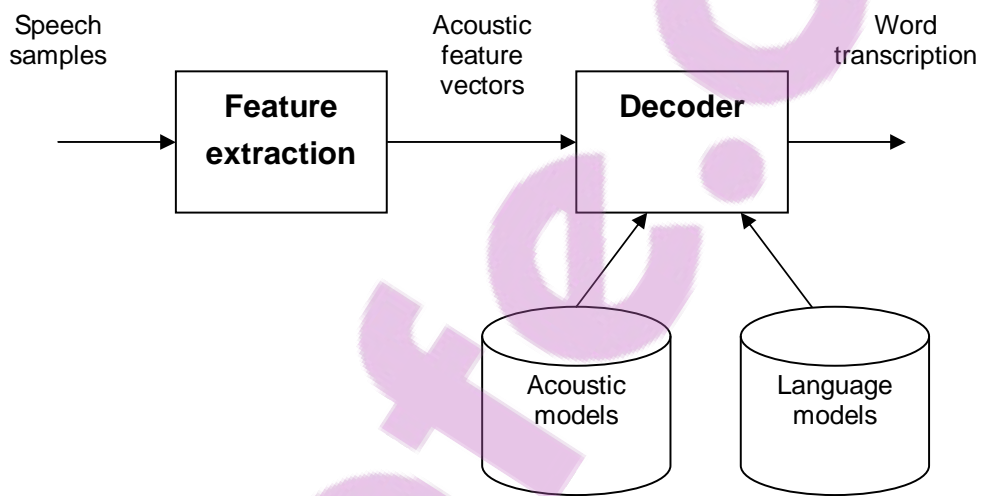 Speech
samples
Acoustic
feature
vectors
Word
transcription
Feature
extraction
Decoder
Acoustic
models
Language
models